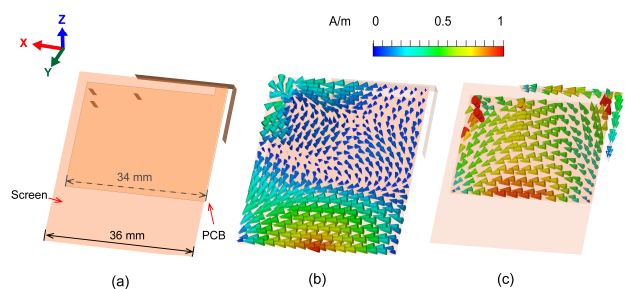 A/m 0 0.5 1
Z
X
Y
34 mm
Screen
36 mm
PCB
(a) (b) (c)